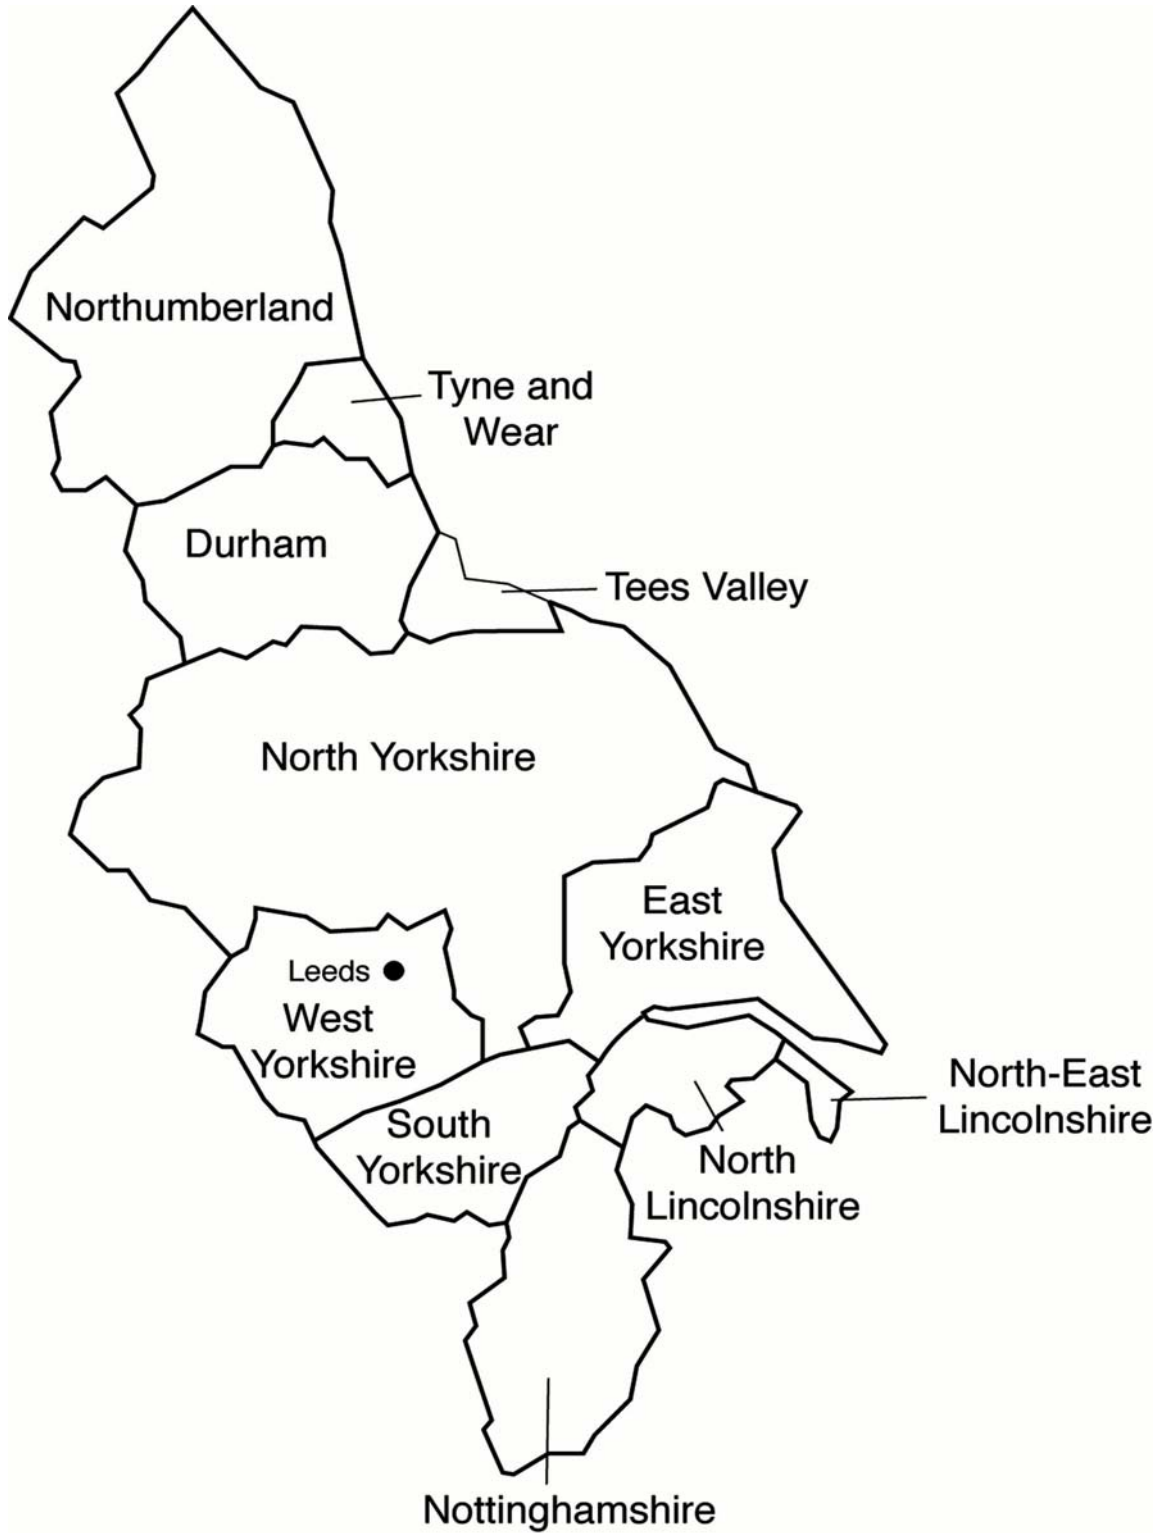 Northumberland
Tyne and
Wear
Durham
Tees Valley
North Yorkshire
East
Yorkshire
Leeds
West
Yorkshire
North-East
Lincolnshire
South
Yorkshire
North
Lincolnshire
Nottinghamshire